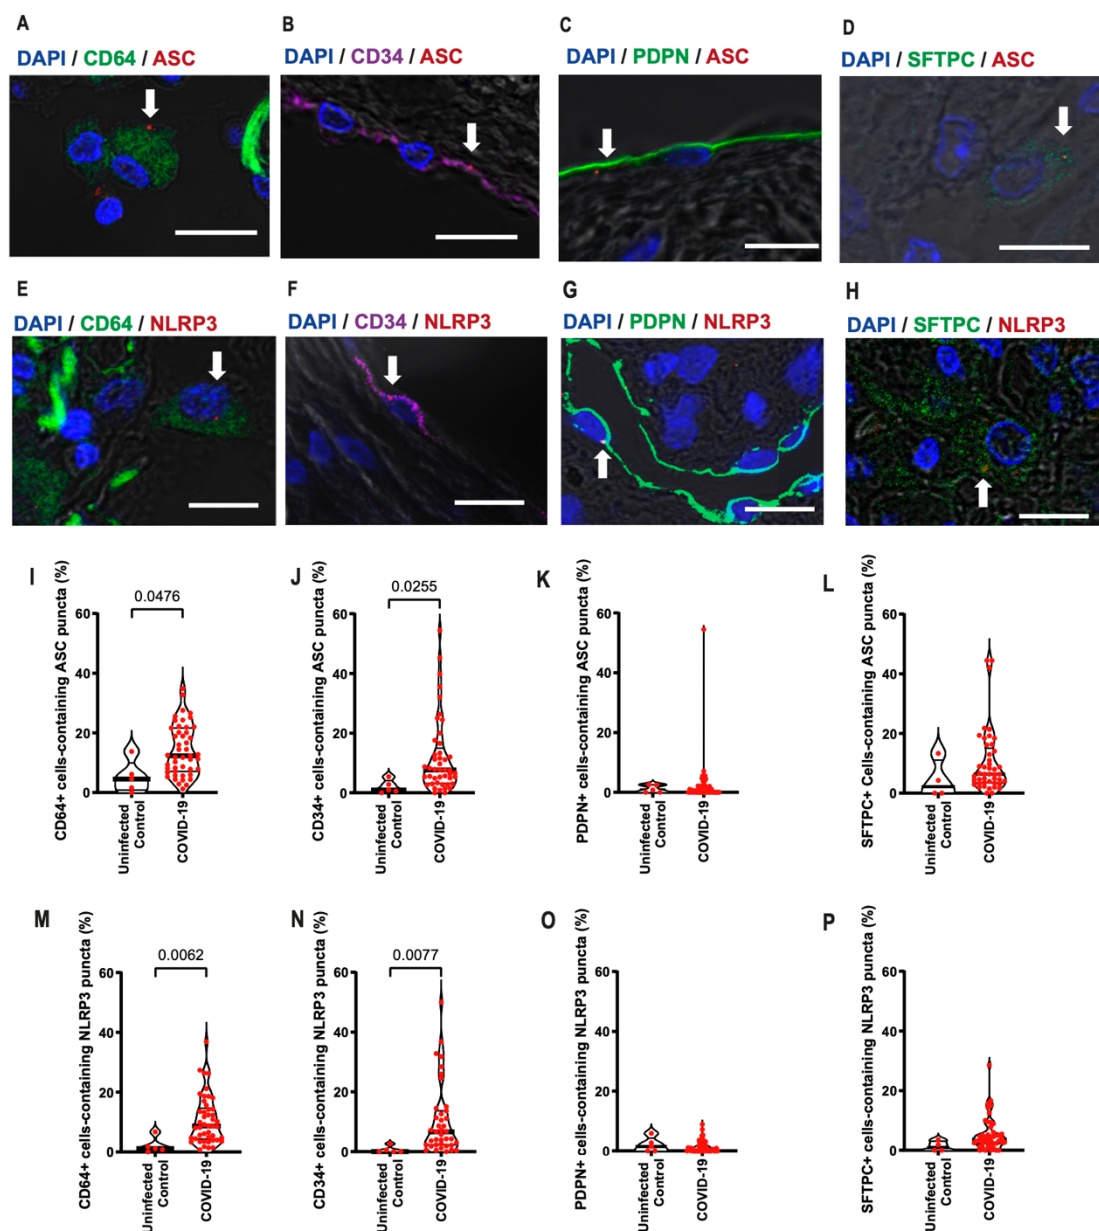 A
DAPI / CD64 / ASC
B
DAPI / CD34 / ASC
C
DAPI / PDPN / ASC
D
DAPI / SFTPC / ASC
E
DAPI / CD64 / NLRP3
F
DAPI / CD34 / NLRP3
G
DAPI / PDPN / NLRP3
H
DAPI / SFTPC / NLRP3
I
CD64+ cells-containing ASC puncta (%)
60
40
20
0
0.0476
Uninfected
Control
COVID-19
J
CD34+ cells-containing ASC puncta (%)
60
40
20
0
0.0255
Uninfected
Control
COVID-19
K
PDPN+ cells-containing ASC puncta (%)
60
40
20
0
Uninfected
Control
COVID-19
L
SFTPC+ Cells-containing ASC puncta (%)
60
40
20
0
Uninfected
Control
COVID-19
M
CD64+ cells-containing NLRP3 puncta (%)
60
40
20
0
0.0062
Uninfected
Control
COVID-19
N
CD34+ cells-containing NLRP3 puncta (%)
60
40
20
0
0.0077
Uninfected
Control
COVID-19
O
PDPN+ cells-containing NLRP3 puncta (%)
60
40
20
0
Uninfected
Control
COVID-19
P
SFTPC+ cells-containing NLRP3 puncta (%)
60
40
20
0
Uninfected
Control
COVID-19